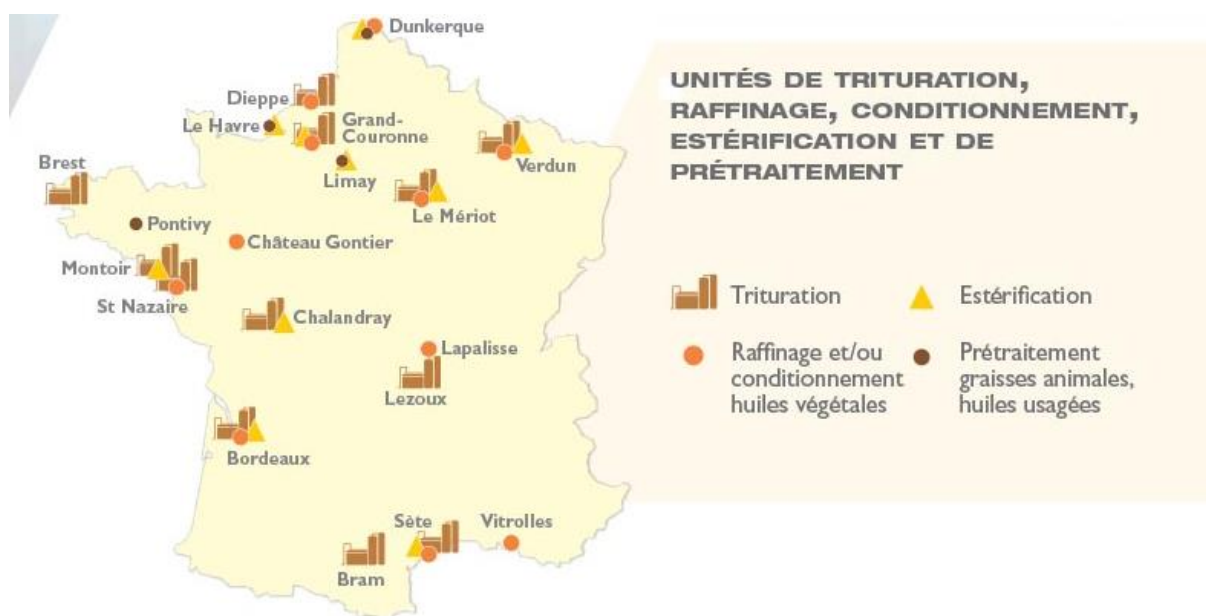 Dunkerque
Dieppe
Le Havre
Grand-
Couronne
Verdun
Limay
Brest
Le Mériot
Pontivy
Château Gontier
Montoir
St Nazaire
Chalandray
Lapalisse
Lezoux
Bordeaux
Sète
Vitrolles
Bram
UNITÉS DE TRITURATION,
RAFFINAGE, CONDITIONNEMENT,
ESTÉRIFICATION ET DE
PRÉTRAITEMENT
Trituration
Estérification
Raffinage et/ou
conditionnement
huiles végétales
Prétraitement
graisses animales,
huiles usagées